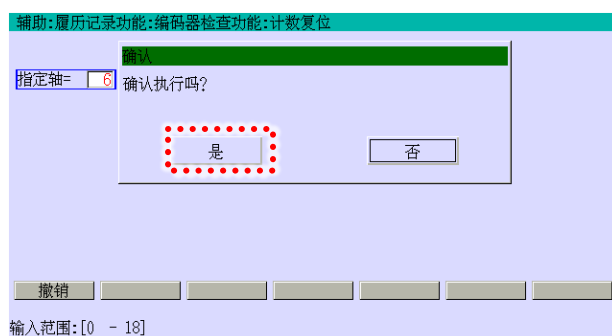 辅助:履历记录功能:编码器检查功能:计数复位
确认
指定轴= 6
确认执行吗?
是 否
撤销
输入范围:[0 - 18]